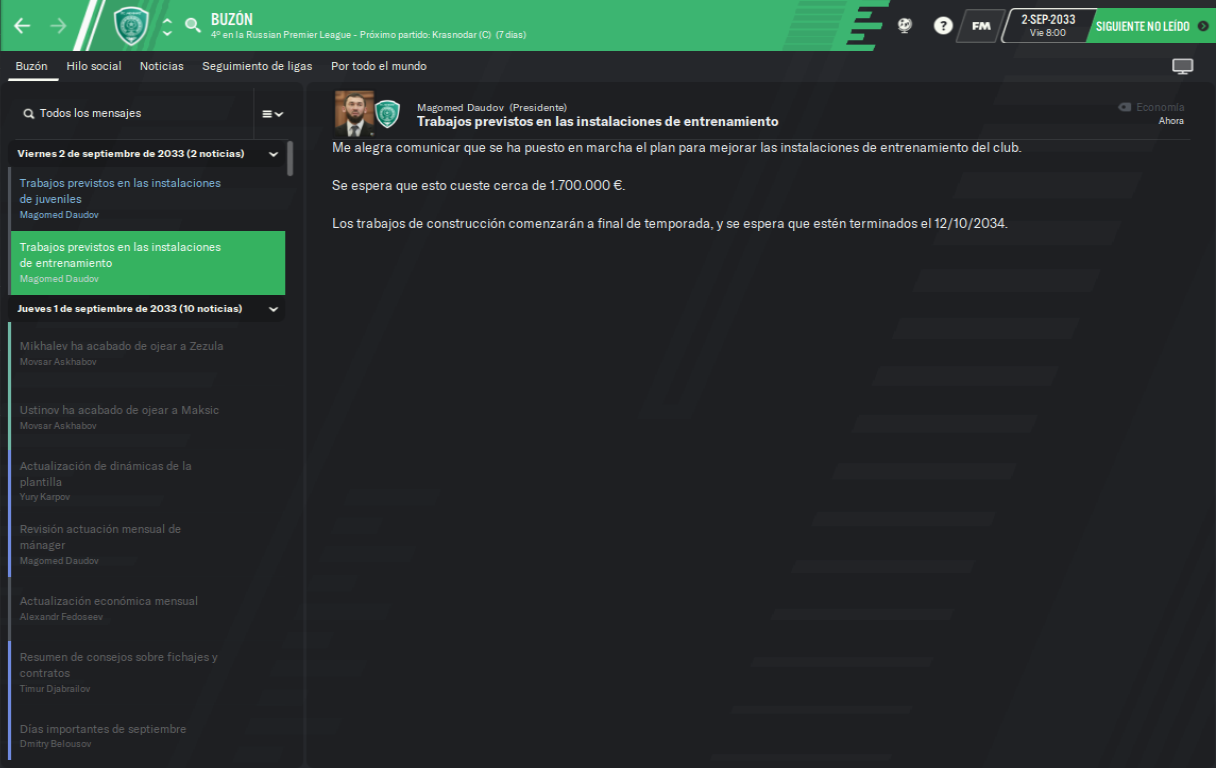 BUZÓN
4º en la Russian Premier League - Próximo partido: Krasnodar (C) (7 días)
?
FM
2-SEP-2033
Vie 8:00
SIGUIENTE NO LEÍDO
Buzón
Hilo social
Noticias
Seguimiento de ligas
Por todo el mundo
Todos los mensajes
Viernes 2 de septiembre de 2033 (2 noticias)
Trabajos previstos en las instalaciones
de juveniles
Magomed Daudov
Trabajos previstos en las instalaciones
de entrenamiento
Magomed Daudov
Jueves 1 de septiembre de 2033 (10 noticias)
Mikhalev ha acabado de ojear a Zezula
Movsar Askhabov
Ustinov ha acabado de ojear a Maksic
Movsar Askhabov
Actualización de dinámicas de la
plantilla
Yury Karpov
Revisión actuación mensual de
mánager
Magomed Daudov
Actualización económica mensual
Alexandr Fedoseev
Resumen de consejos sobre fichajes y
contratos
Timur Djabrailov
Días importantes de septiembre
Dmitry Belousov
Magomed Daudov (Presidente)
Trabajos previstos en las instalaciones de entrenamiento
Economía
Ahora
Me alegra comunicar que se ha puesto en marcha el plan para mejorar las instalaciones de entrenamiento del club.
Se espera que esto cueste cerca de 1.700.000 €.
Los trabajos de construcción comenzarán a final de temporada, y se espera que estén terminados el 12/10/2034.